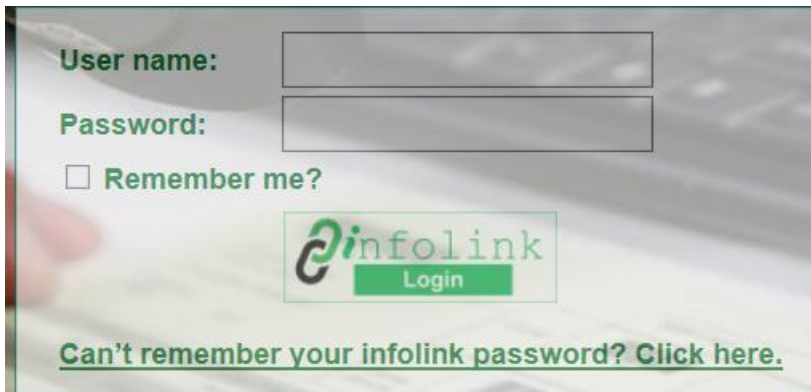 User name:
Password:
Remember me?
infolink
Login
Can't remember your infolink password? Click here.